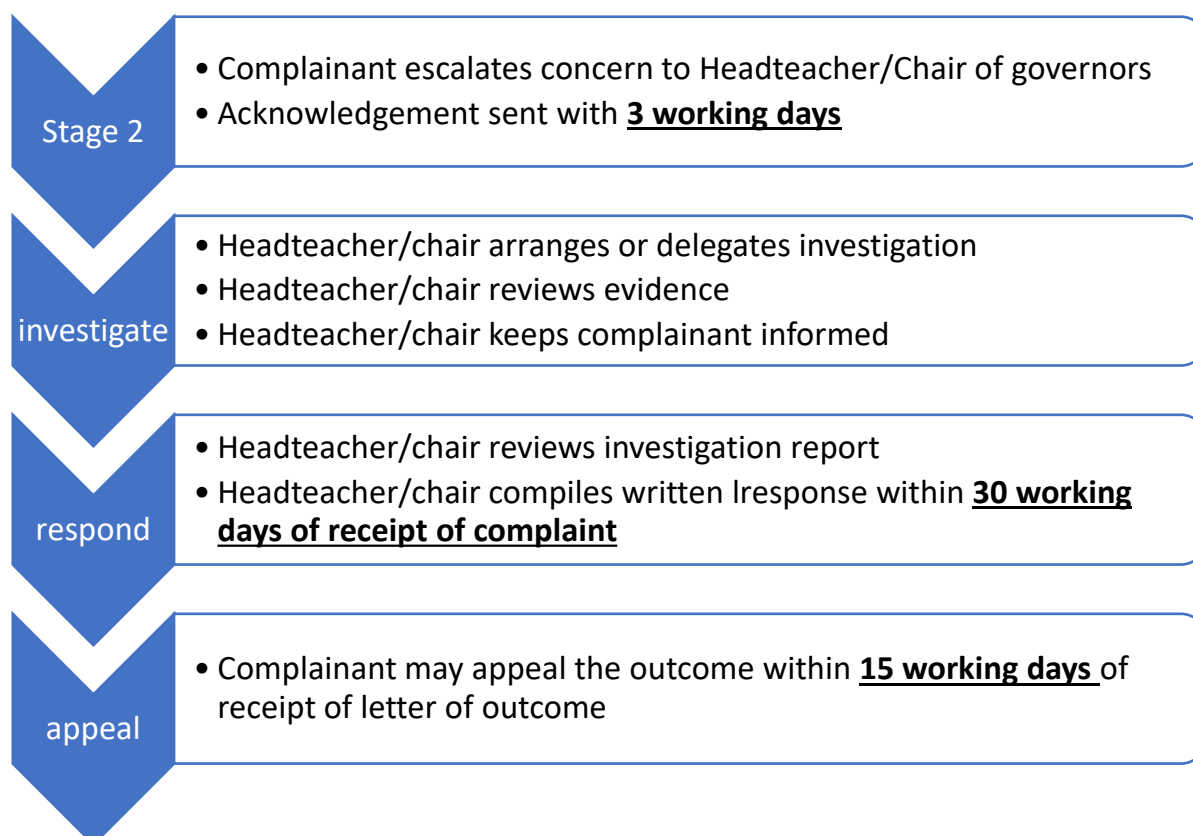 Stage 2
• Complainant escalates concern to Headteacher/Chair of governors
• Acknowledgement sent with 3 working days
investigate
• Headteacher/chair arranges or delegates investigation
• Headteacher/chair reviews evidence
• Headteacher/chair keeps complainant informed
respond
• Headteacher/chair reviews investigation report
• Headteacher/chair compiles written lresponse within 30 working
days of receipt of complaint
appeal
• Complainant may appeal the outcome within 15 working days of
receipt of letter of outcome